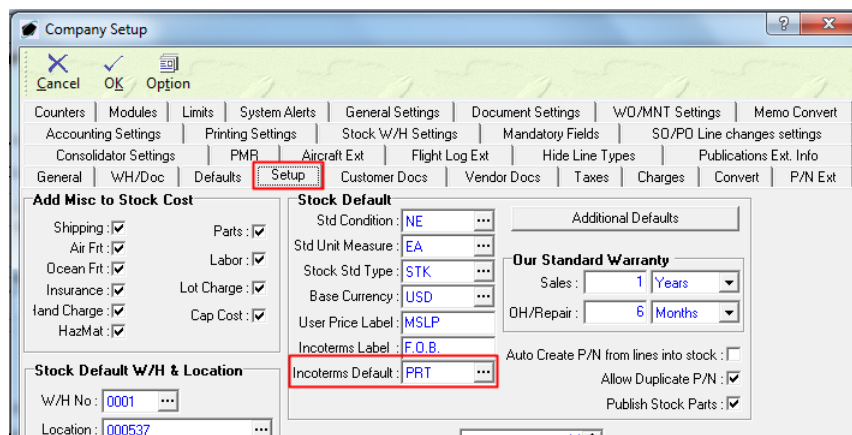 Company Setup
Cancel OK Option
Counters Modules Limits System Alerts General Settings Document Settings WO/MNT Settings Memo Convert
Accounting Settings Printing Settings Stock W/H Settings Mandatory Fields SO/PO Line changes settings
Consolidator Settings PMB Aircraft Ext Flight Log Ext Hide Line Types Publications Ext. Info
General WH/Doc Defaults Setup Customer Docs Vendor Docs Taxes Charges Convert P/N Ext
Add Misc to Stock Cost
Shipping :
Air Frt :
Ocean Frt :
Insurance :
Hand Charge :
HazMat :
Parts :
Labor :
Lot Charge :
Cap Cost :
Stock Default W/H & Location
W/H No : 0001 ...
Location : 000537 ...
Stock Default
Std Condition : NE ...
Std Unit Measure : EA ...
Stock Std Type : STK ...
Base Currency : USD ...
User Price Label : MSLP
Incoterms Label : F.O.B.
Incoterms Default : PRT ...
Additional Defaults
Our Standard Warranty
Sales : 1 Years
OH/Repair : 6 Months
Auto Create P/N from lines into stock :
Allow Duplicate P/N :
Publish Stock Parts :